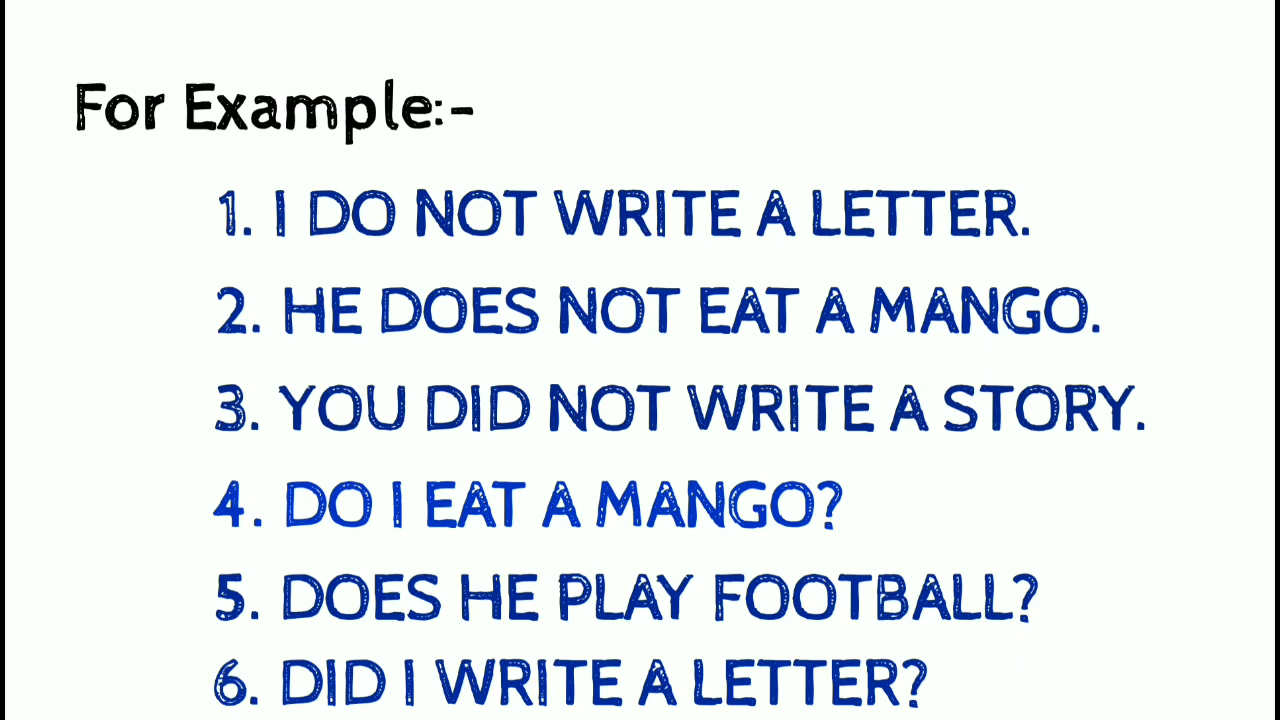 For Example:-
1. I DO NOT WRITE A LETTER.
2. HE DOES NOT EAT A MANGO.
3. YOU DID NOT WRITE A STORY.
4. DO I EAT A MANGO?
5. DOES HE PLAY FOOTBALL?
6. DID I WRITE A LETTER?